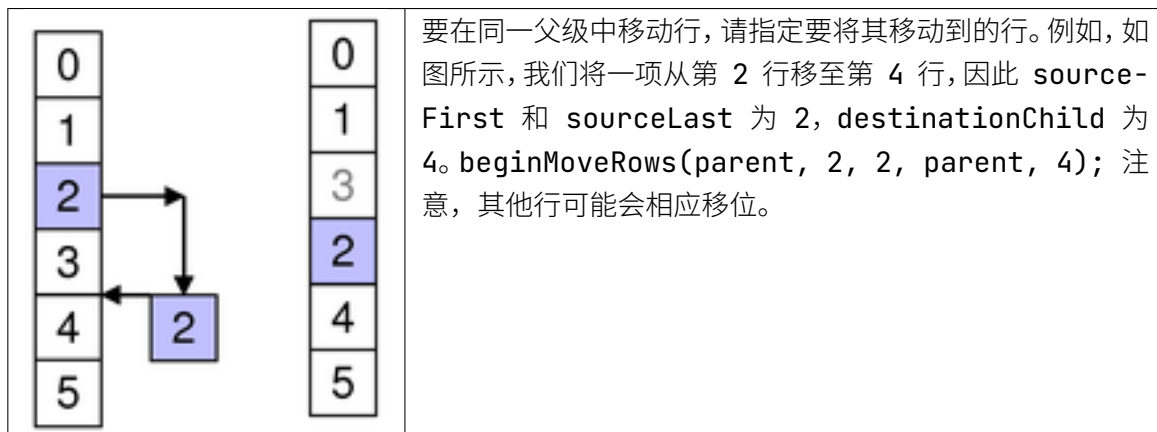 0
1
2
3
4
5
2
0
1
3
2
4
5
要在同一父级中移动行，请指定要将其移动到的行。例如，如
图所示，我们将一项从第 2 行移至第 4 行，因此 source-
First 和 sourceLast 为 2，destinationChild 为
4。beginMoveRows(parent, 2, 2, parent, 4); 注
意，其他行可能会相应移位。